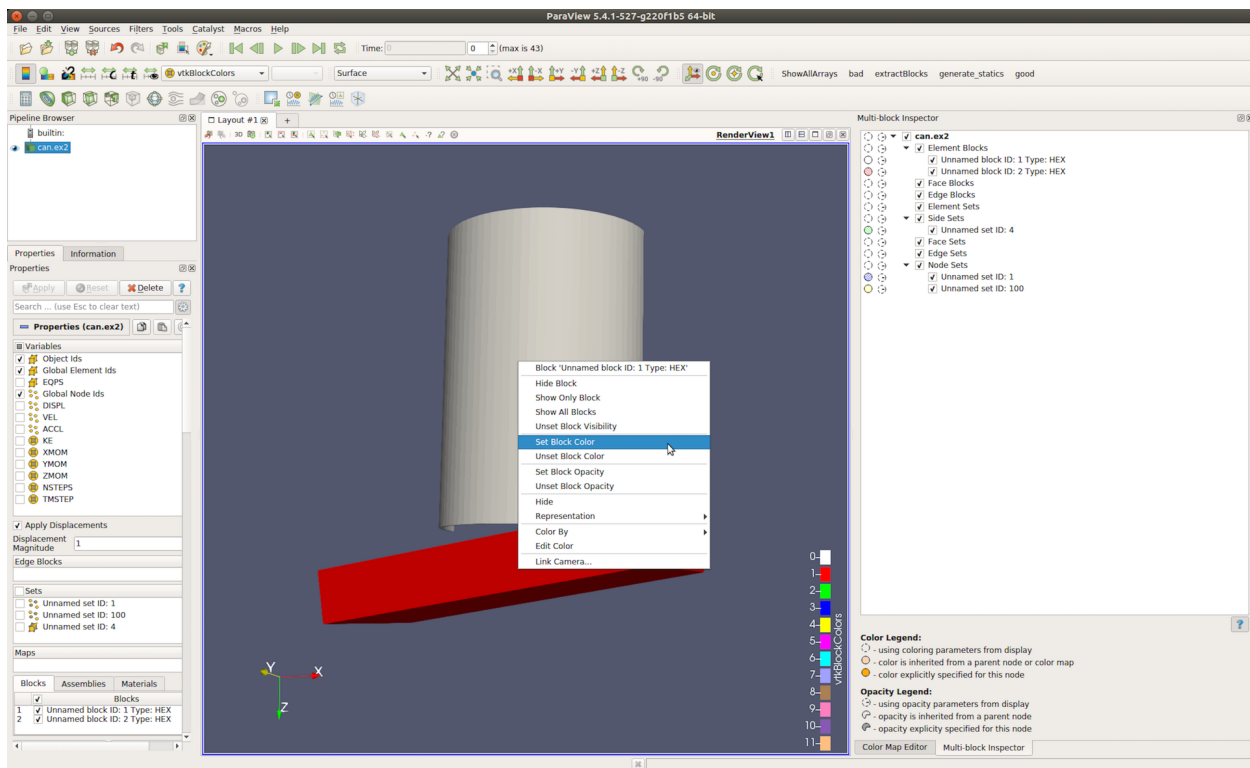 ParaView 5.4.1-527-g220f1b5 64-bit
File Edit View Sources Filters Tools Catalyst Macros Help
Time: 0 0 (max is 43)
vtkBlockColors Surface ShowAllArrays bad extractBlocks generate_statics good
+X -X +Y -Y +Z -Z +90 -90
Pipeline Browser
builtin:
can.ex2
Properties Information
Properties
Apply Reset Delete ?
Search ... (use Esc to clear text)
Properties (can.ex2)
Variables
Object Ids
Global Element Ids
EQPS
Global Node Ids
DISPL
VEL
ACCL
KE
XMOM
YMOM
ZMOM
NSTEPS
TMSTEP
Apply Displacements
Displacement Magnitude 1
Edge Blocks
Sets
Unnamed set ID: 1
Unnamed set ID: 100
Unnamed set ID: 4
Maps
Blocks Assemblies Materials
Blocks
1 Unnamed block ID: 1 Type: HEX
2 Unnamed block ID: 2 Type: HEX
Layout #1 +
3D
?
RenderView1
Block 'Unnamed block ID: 1 Type: HEX'
Hide Block
Show Only Block
Show All Blocks
Unset Block Visibility
Set Block Color
Unset Block Color
Set Block Opacity
Unset Block Opacity
Hide
Representation
Color By
Edit Color
Link Camera...
Y X
Z
0
1
2
3
4
5
6
7
8
9
10
11
vtkBlockColors
Multi-block Inspector
can.ex2
Element Blocks
Unnamed block ID: 1 Type: HEX
Unnamed block ID: 2 Type: HEX
Face Blocks
Edge Blocks
Element Sets
Side Sets
Unnamed set ID: 4
Face Sets
Edge Sets
Node Sets
Unnamed set ID: 1
Unnamed set ID: 100
?
Color Legend:
- using coloring parameters from display
- color is inherited from a parent node or color map
- color explicitly specified for this node
Opacity Legend:
- using opacity parameters from display
- opacity is inherited from a parent node
- opacity explicity specified for this node
Color Map Editor Multi-block Inspector